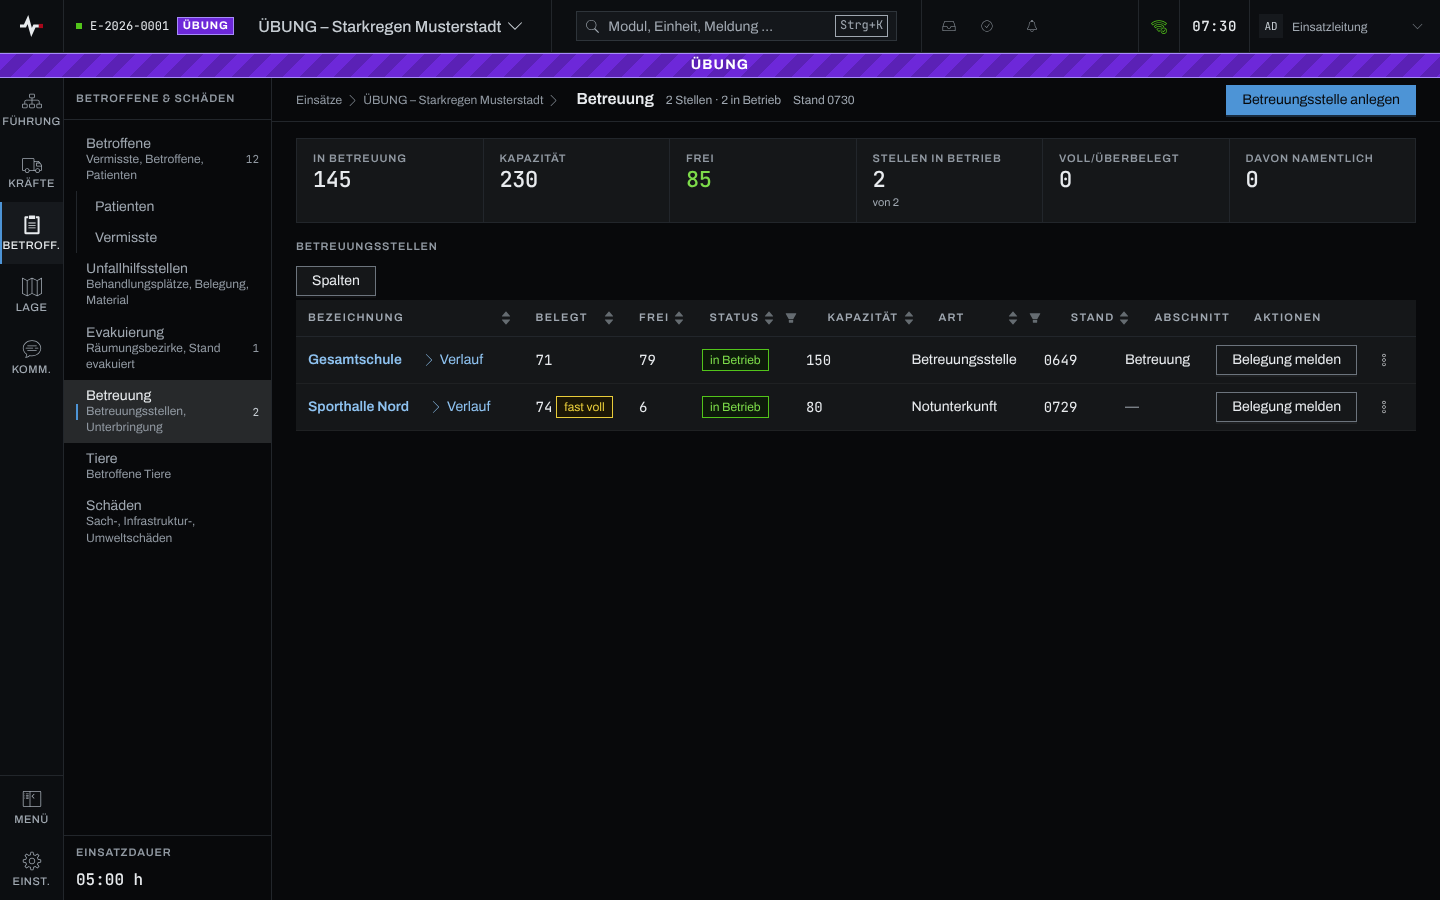 E-2026-0001 ÜBUNG ÜBUNG – Starkregen Musterstadt Modul, Einheit, Meldung ... Strg+K 07:30 AD Einsatzleitung
ÜBUNG
FÜHRUNG
KRÄFTE
BETROFF.
LAGE
KOMM.
MENÜ
EINST.
BETROFFENE & SCHÄDEN
Betroffene
Vermisste, Betroffene, 12
Patienten
Patienten
Vermisste
Unfallhilfsstellen
Behandlungsplätze, Belegung,
Material
Evakuierung
Räumungsbezirke, Stand 1
evakuiert
Betreuung
Betreuungsstellen, 2
Unterbringung
Tiere
Betroffene Tiere
Schäden
Sach-, Infrastruktur-,
Umweltschäden
EINSATZDAUER
05:00 h
Einsätze ÜBUNG – Starkregen Musterstadt Betreuung 2 Stellen · 2 in Betrieb Stand 0730 Betreuungsstelle anlegen
IN BETREUUNG KAPAZITÄT FREI STELLEN IN BETRIEB VOLL/ÜBERBELEGT DAVON NAMENTLICH
145 230 85 2 0 0
von 2
BETREUUNGSSTELLEN
Spalten
BEZEICHNUNG BELEGT FREI STATUS KAPAZITÄT ART STAND ABSCHNITT AKTIONEN
Gesamtschule Verlauf 71 79 in Betrieb 150 Betreuungsstelle 0649 Betreuung Belegung melden
Sporthalle Nord Verlauf 74 fast voll 6 in Betrieb 80 Notunterkunft 0729 — Belegung melden